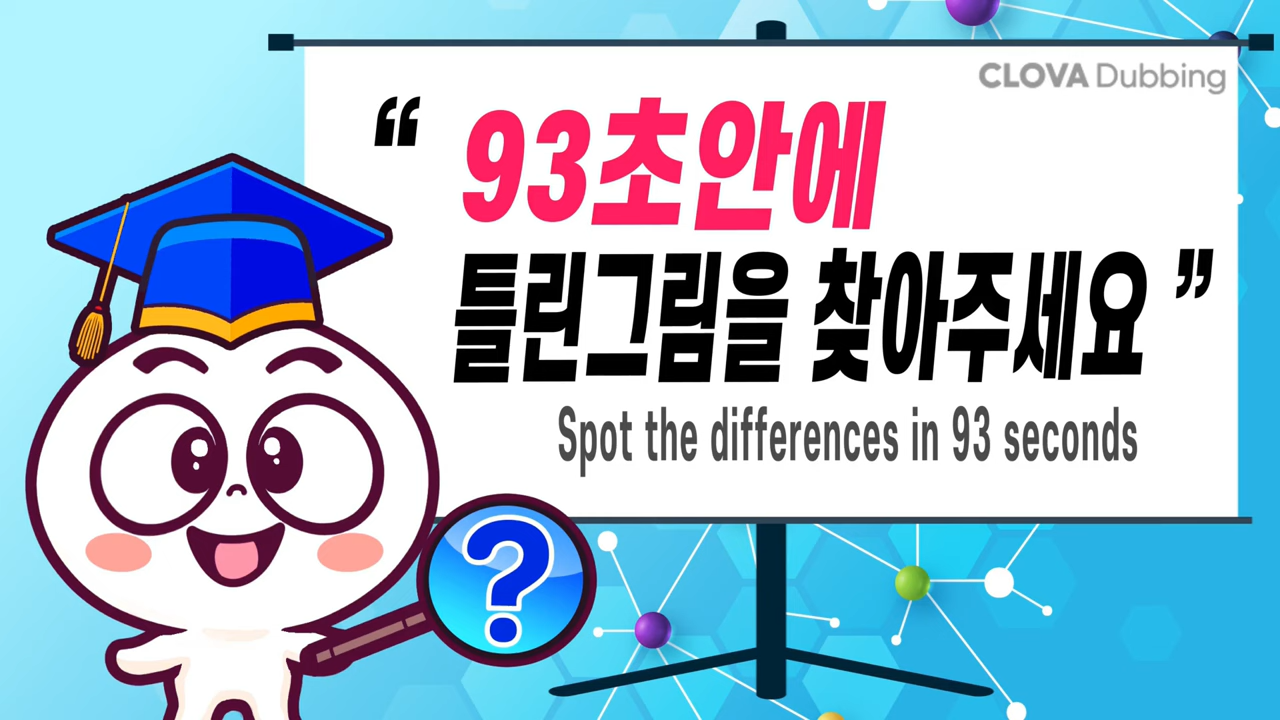 CLOVA Dubbing
“ 93초안에
틀린그림을 찾아주세요 ”
Spot the differences in 93 seconds
?